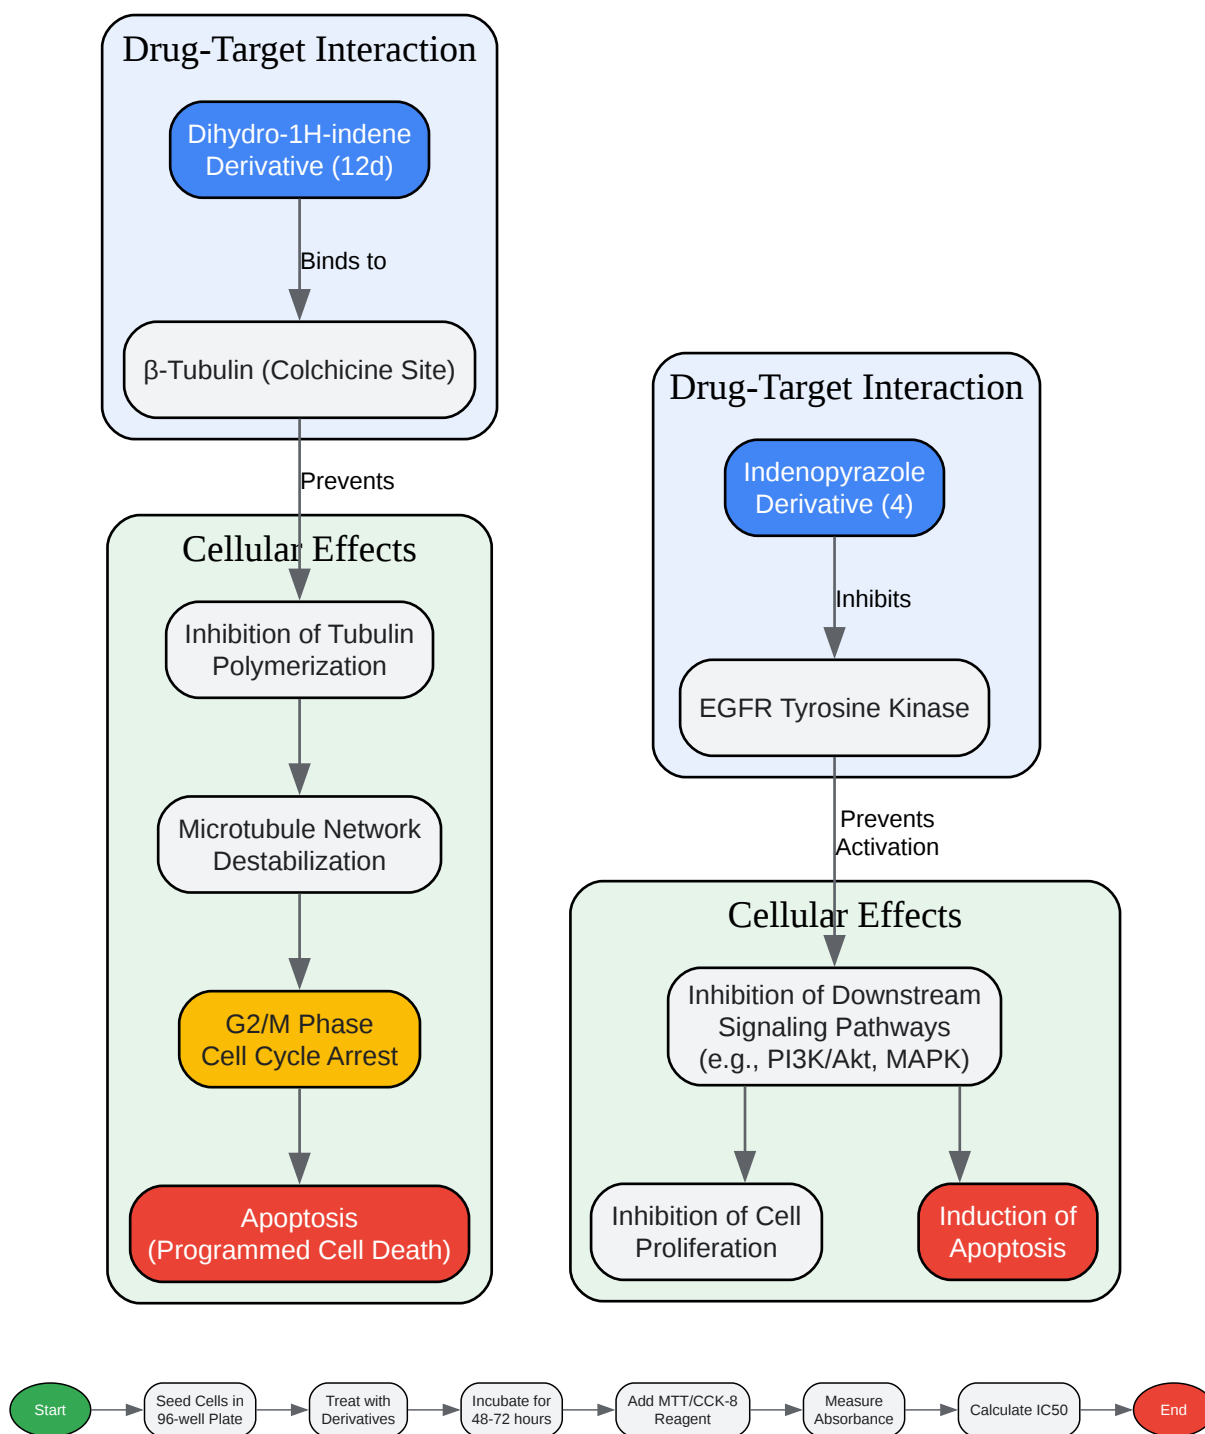 Drug-Target Interaction
Dihydro-1H-indene
Derivative (12d)
Binds to
β-Tubulin (Colchicine Site)
Prevents
Cellular Effects
Inhibition of Tubulin
Polymerization
Microtubule Network
Destabilization
G2/M Phase
Cell Cycle Arrest
Apoptosis
(Programmed Cell Death)
Drug-Target Interaction
Indenopyrazole
Derivative (4)
Inhibits
EGFR Tyrosine Kinase
Prevents
Activation
Cellular Effects
Inhibition of Downstream
Signaling Pathways
(e.g., PI3K/Akt, MAPK)
Inhibition of Cell
Proliferation
Induction of
Apoptosis
Start
Seed Cells in
96-well Plate
Treat with
Derivatives
Incubate for
48-72 hours
Add MTT/CCK-8
Reagent
Measure
Absorbance
Calculate IC50
End